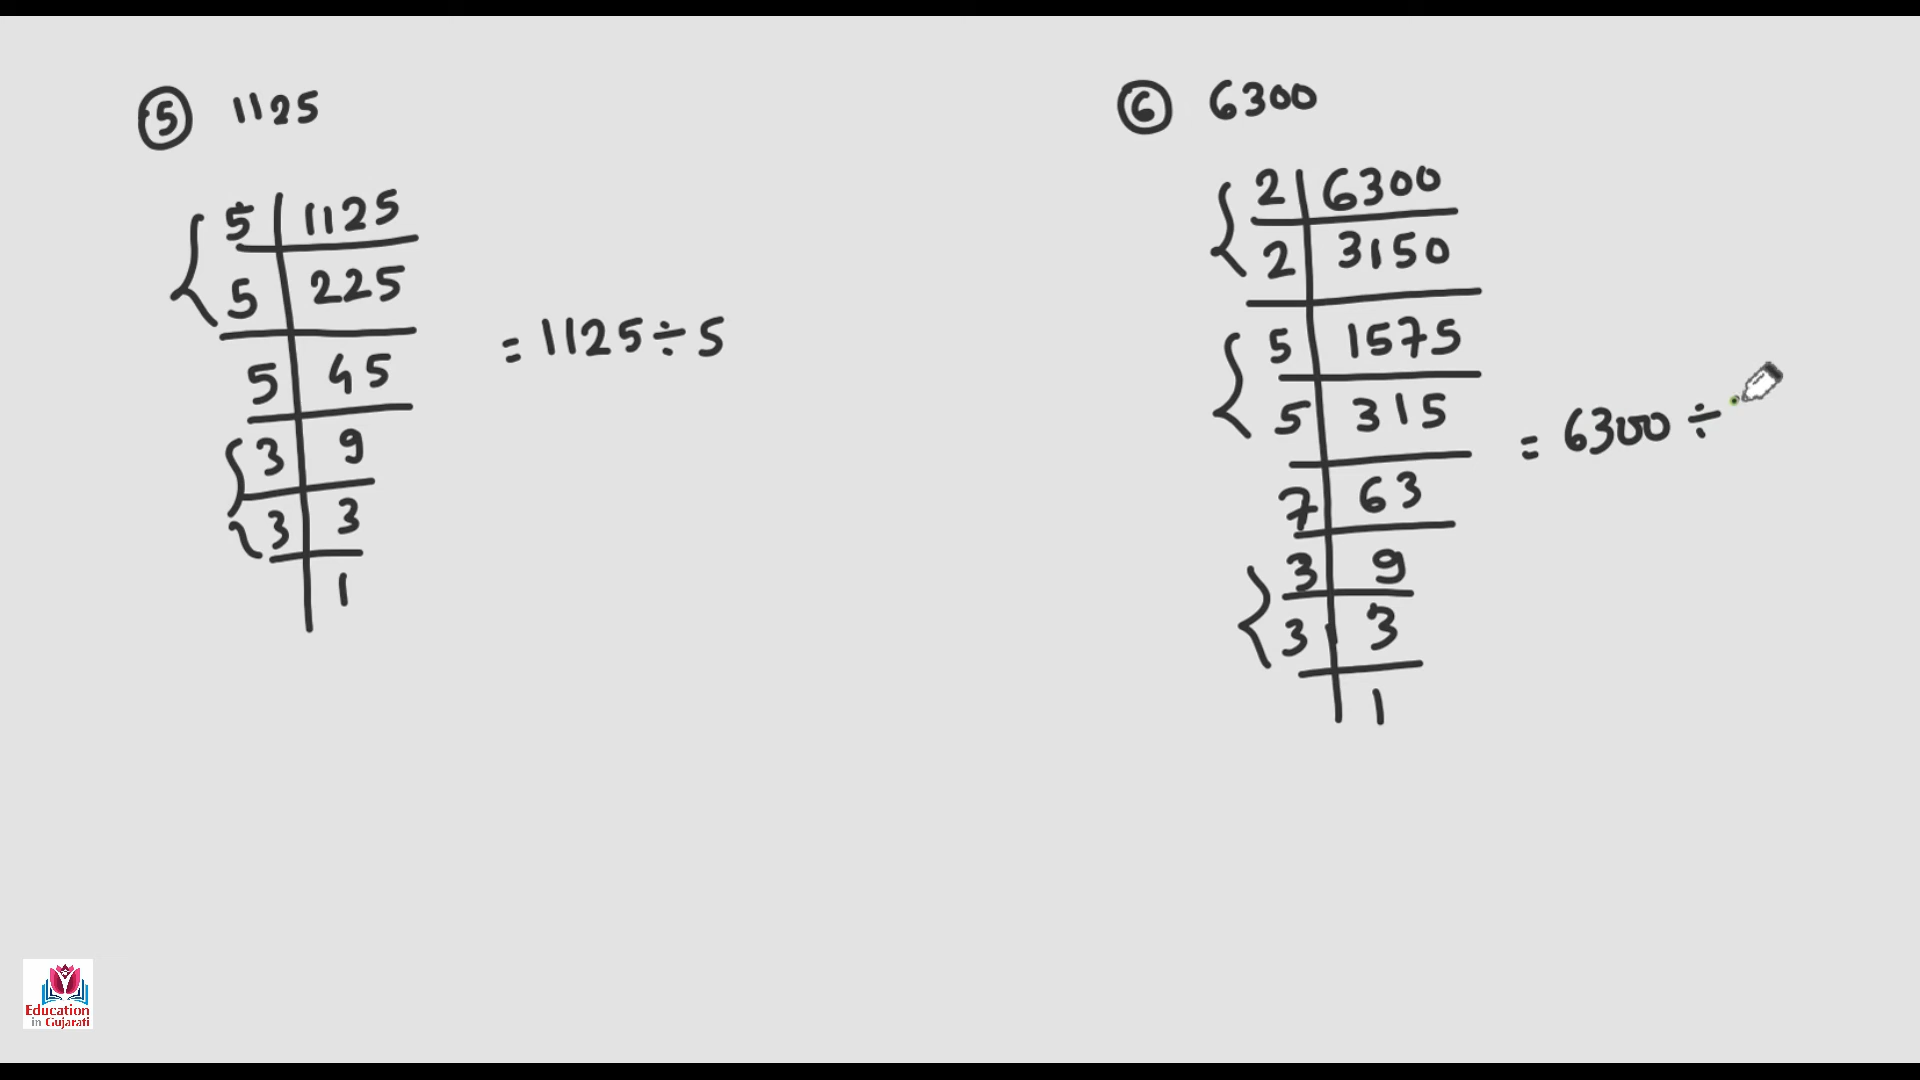 5 1125
5 | 1125
5 | 225
5 | 45
3 | 9
3 | 3
| 1
= 1125 ÷ 5
6 6300
2 | 6300
2 | 3150
5 | 1575
5 | 315
7 | 63
3 | 9
3 | 3
| 1
= 6300 ÷
Education
in Gujarati